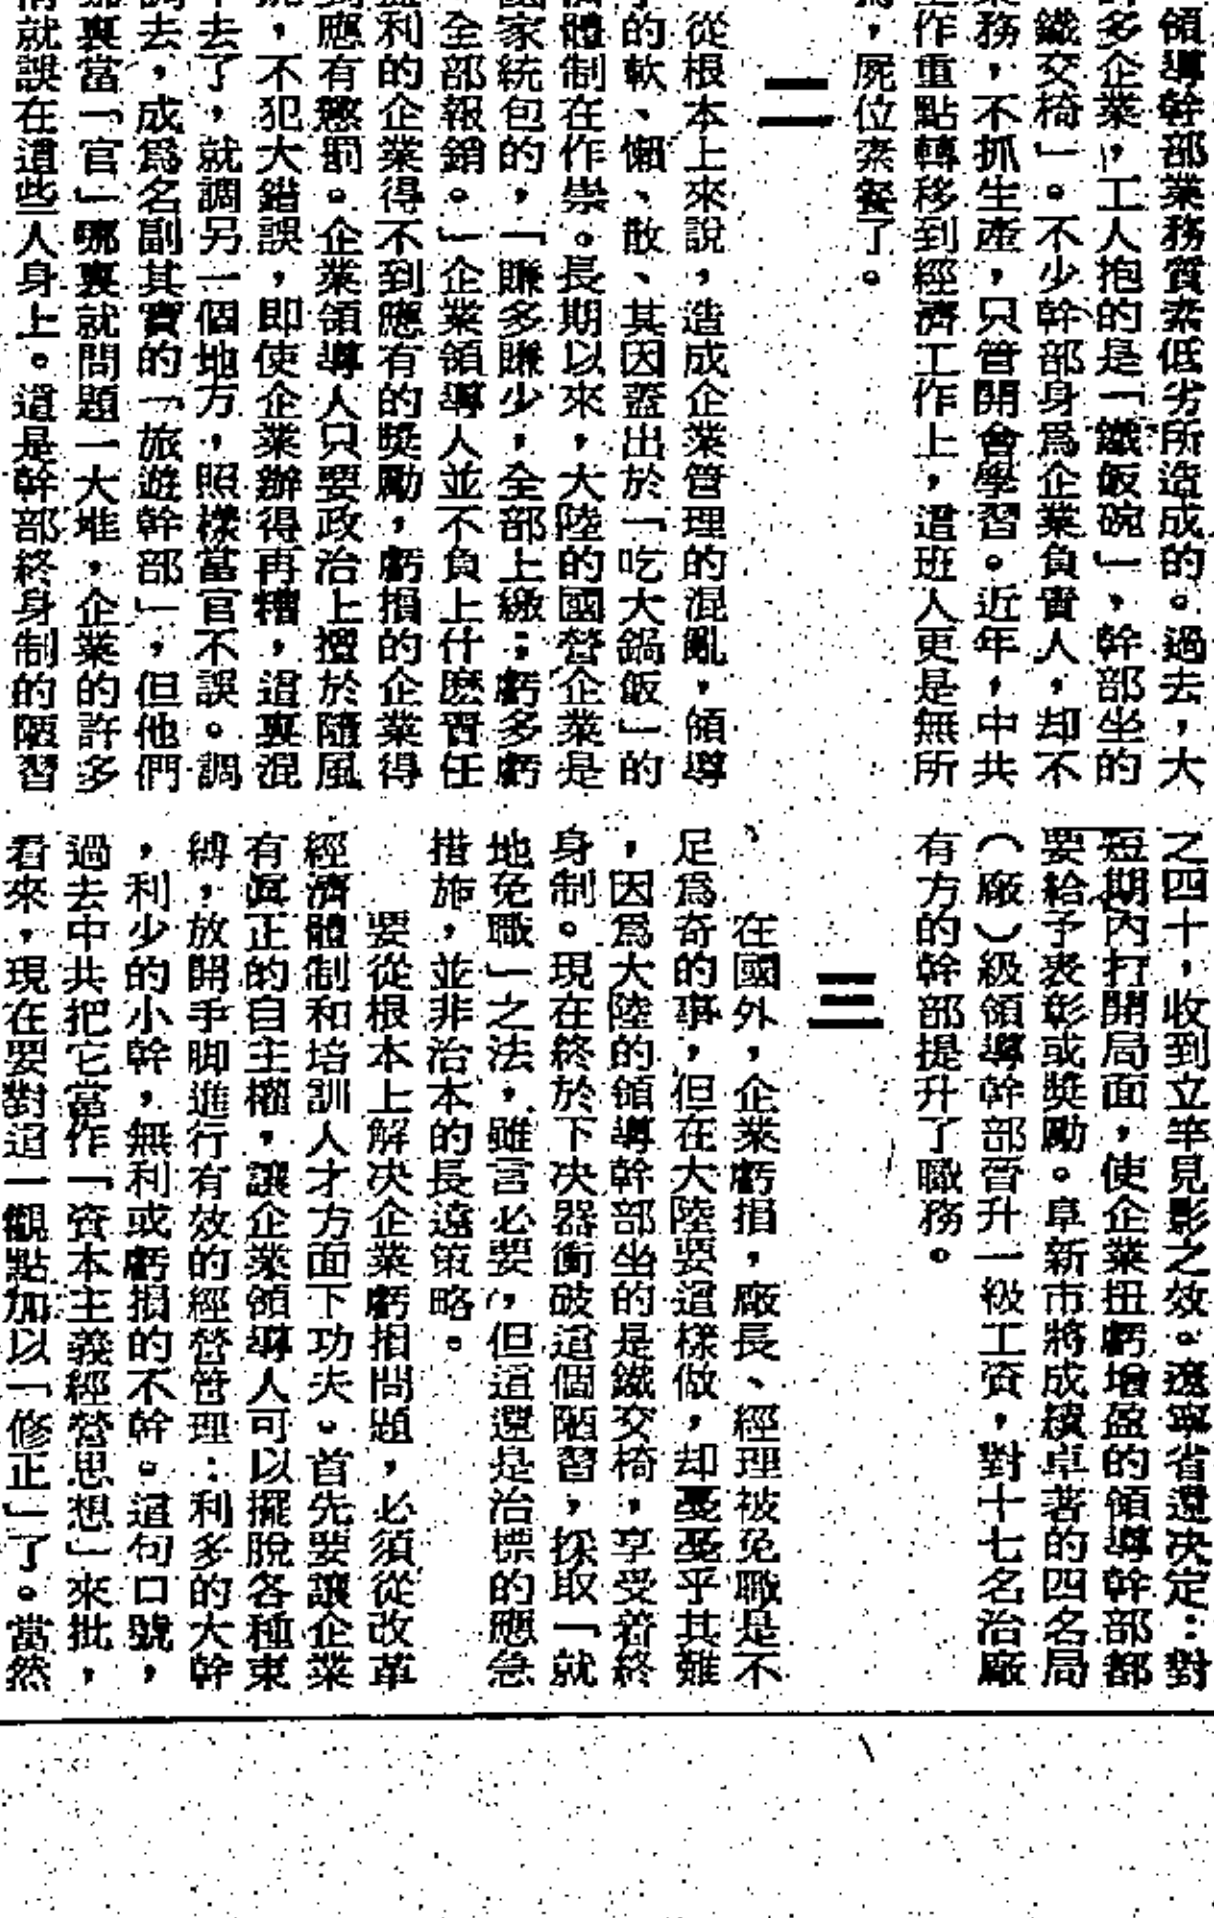 領導幹部業務質素低劣所造成的。過去，大
多企業，工人抱的是「鐵飯碗」，幹部坐的
鐵交椅」。不少幹部身爲企業負責人，却不
務，不抓生產，只管開會學習。近年，中共
作重點轉移到經濟工作上，這班人更是無所
，屍位素餐了。
二
從根本上來說，造成企業管理的混亂，領導
的軟、懶、散、其因蓋出於「吃大鍋飯」的
體制在作祟。長期以來，大陸的國營企業是
家統包的，「賺多賺少，全部上繳；虧多虧
全部報銷。」企業領導人並不負上什麽責任
利的企業得不到應有的獎勵，虧損的企業得
應有懲罰。企業領導人只要政治上擅於隨風
，不犯大錯誤，即使企業辦得再糟，這裏混
去了，就調另一個地方，照樣當官不誤。調
去，成爲名副其實的「旅遊幹部」，但他們
裏當「官」哪裏就問題一大堆，企業的許多
就誤在這些人身上。這是幹部終身制的陋習
之四十，收到立竿見影之效。遼寧省還决定：對
短期內打開局面，使企業扭虧增盈的領導幹部都
要給予表彰或獎勵。阜新市將成績卓著的四名局
（廠）級領導幹部晉升一級工資，對十七名治廠
有方的幹部提升了職務。
三
在國外，企業虧損，廠長、經理被免職是不
足爲奇的事，但在大陸要這樣做，却戞戞乎其難
，因爲大陸的領導幹部坐的是鐵交椅，享受着終
身制。現在終於下决器衝破這個陋習，採取「就
地免職」之法，雖言必要，但這還是治標的應急
措施，並非治本的長遠策略。
要從根本上解决企業虧損問題，必須從改革
經濟體制和培訓人才方面下功夫。首先要讓企業
有眞正的自主權，讓企業領導人可以擺脫各種束
縛，放開手脚進行有效的經營管理：利多的大幹
，利少的小幹，無利或虧損的不幹。這句口號，
過去中共把它當作「資本主義經營思想」來批，
看來，現在要對這一觀點加以「修正」了。當然